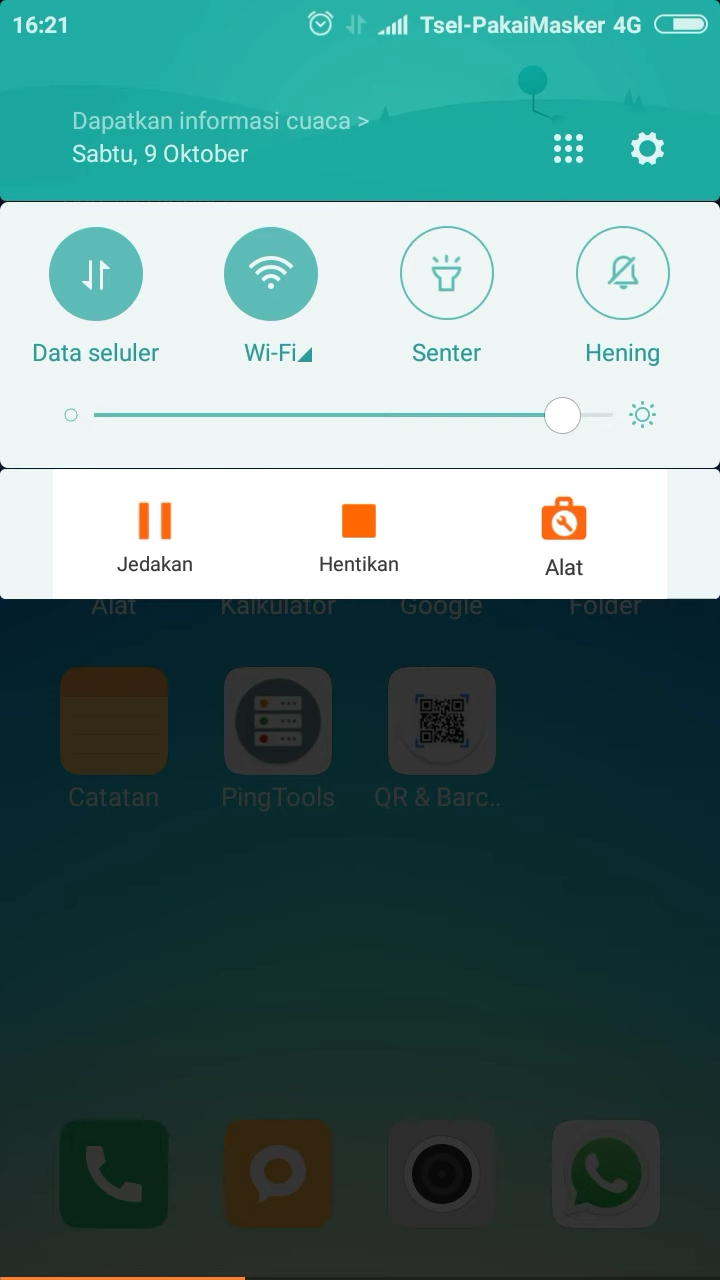 16:21 Tsel-PakaiMasker 4G
Dapatkan informasi cuaca >
Sabtu, 9 Oktober
Data seluler Wi-Fi Senter Hening
Jedakan Hentikan Alat
Alat Kalkulator Google Folder
Catatan PingTools QR & Barc..